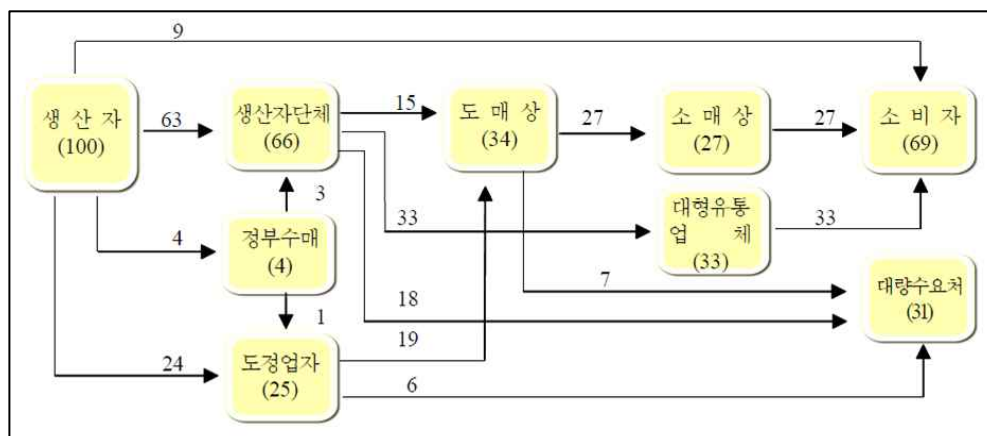 9
생 산 자
(100)
63
생산자단체
(66)
15
도 매 상
(34)
27
소 매 상
(27)
27
소 비 자
(69)
3
33
대형유통
업 체
(33)
33
4
정부수매
(4)
18
7
대량수요처
(31)
1
19
24
도정업자
(25)
6